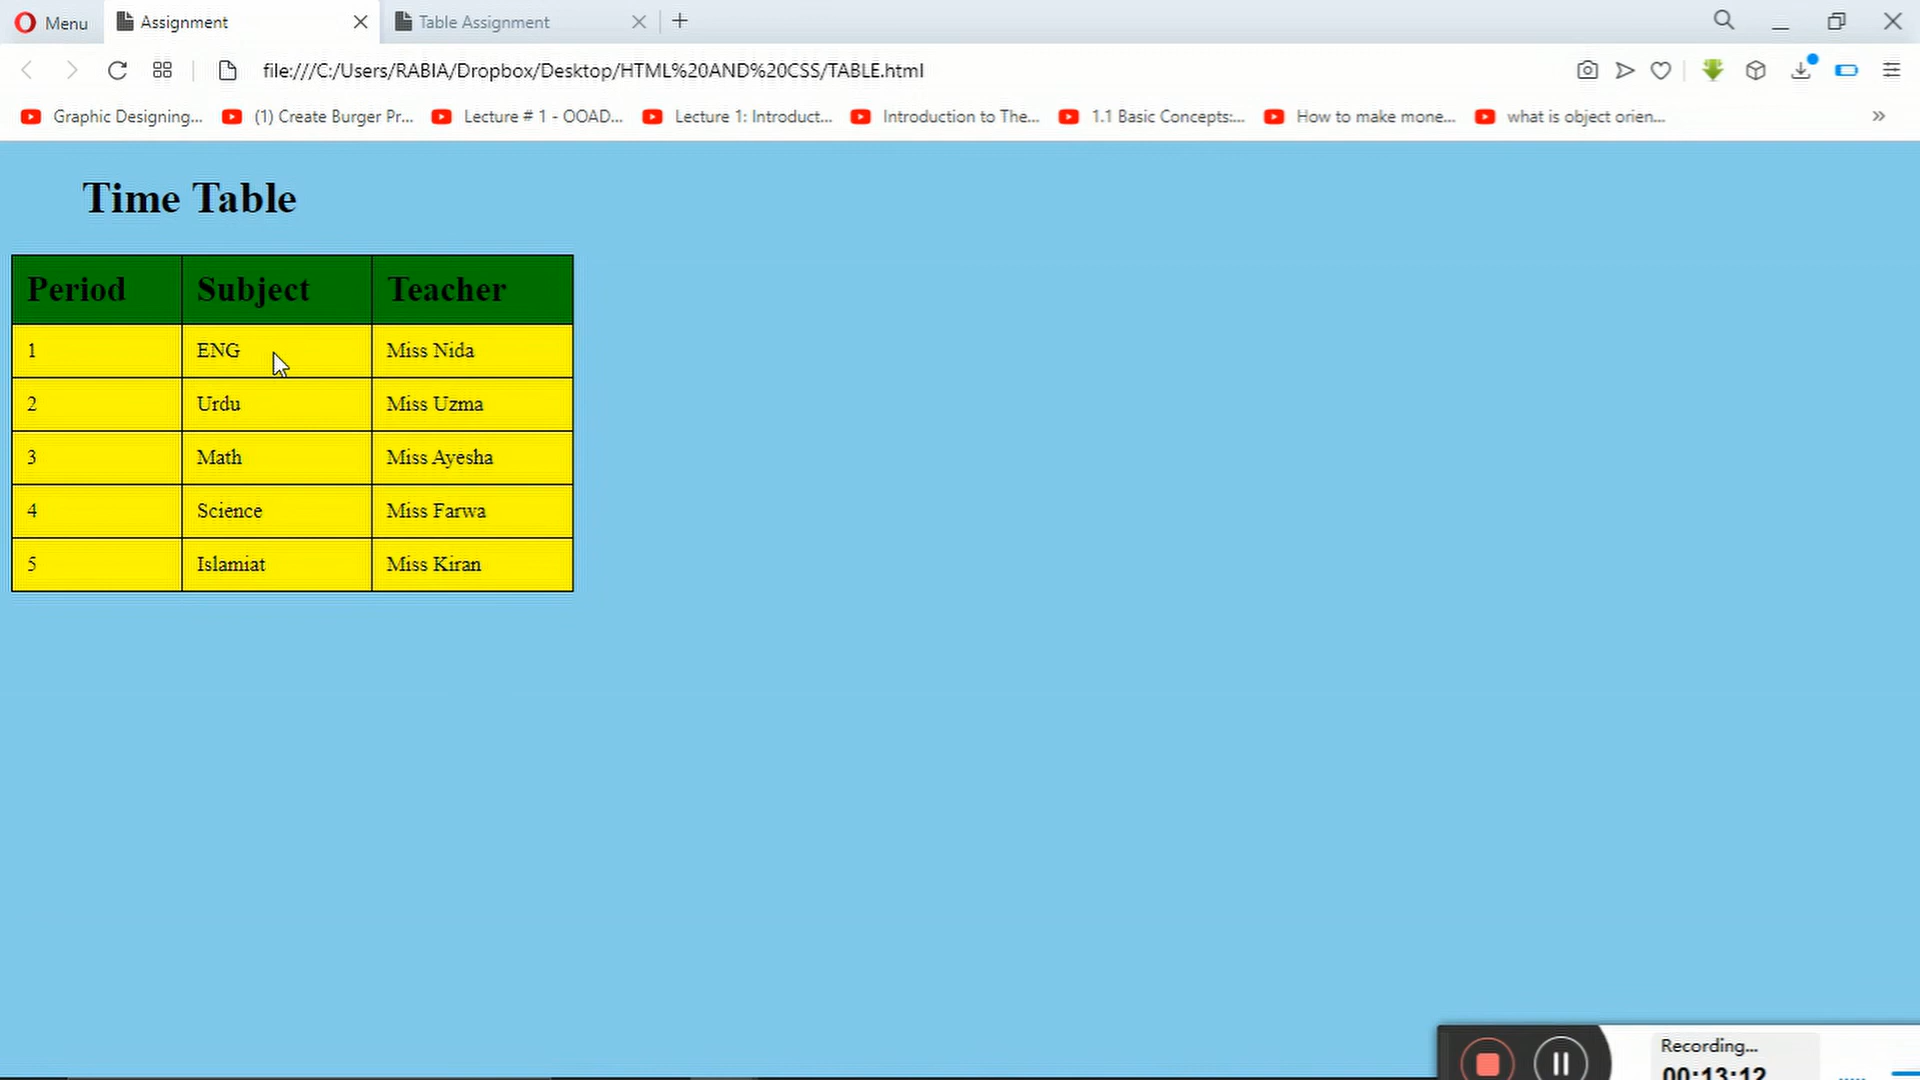 Menu Assignment Table Assignment
file:///C:/Users/RABIA/Dropbox/Desktop/HTML%20AND%20CSS/TABLE.html
Graphic Designing... (1) Create Burger Pr... Lecture # 1 - OOAD... Lecture 1: Introduct... Introduction to The... 1.1 Basic Concepts:... How to make mone... what is object orien...
Time Table
Period Subject Teacher
1 ENG Miss Nida
2 Urdu Miss Uzma
3 Math Miss Ayesha
4 Science Miss Farwa
5 Islamiat Miss Kiran
Recording...
00:13:12